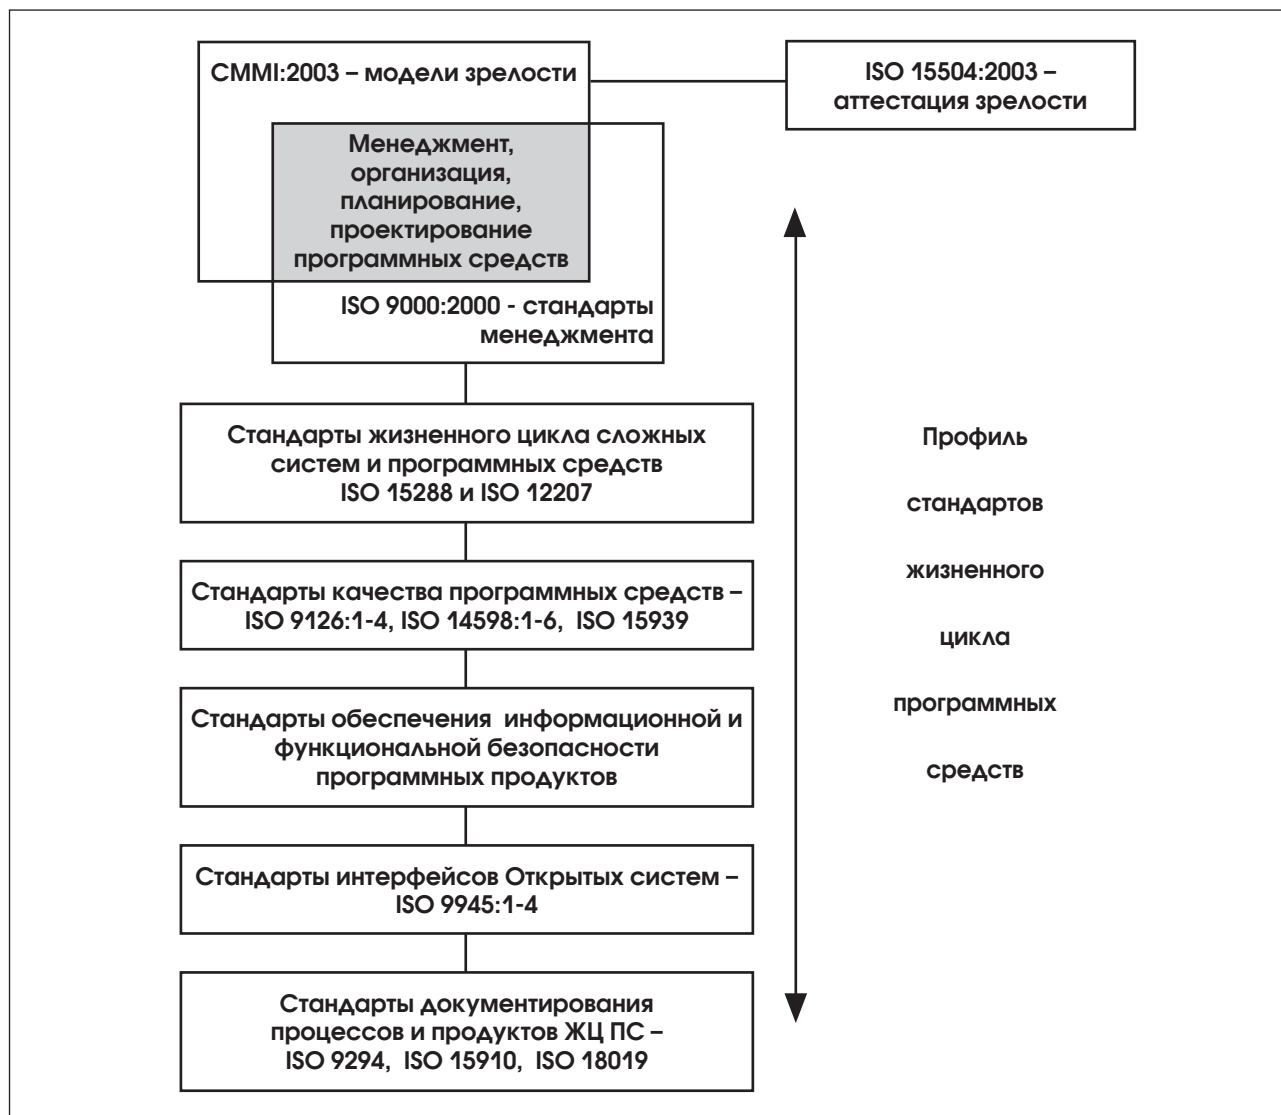 CMMI:2003 – модели зрелости
ISO 15504:2003 –
аттестация зрелости
Менеджмент,
организация,
планирование,
проектирование
программных средств
ISO 9000:2000 - стандарты
менеджмента
Стандарты жизненного цикла сложных
систем и программных средств
ISO 15288 и ISO 12207
Стандарты качества программных средств –
ISO 9126:1-4, ISO 14598:1-6, ISO 15939
Стандарты обеспечения информационной и
функциональной безопасности
программных продуктов
Стандарты интерфейсов Открытых систем –
ISO 9945:1-4
Стандарты документирования
процессов и продуктов ЖЦ ПС –
ISO 9294, ISO 15910, ISO 18019
Профиль
стандартов
жизненного
цикла
программных
средств